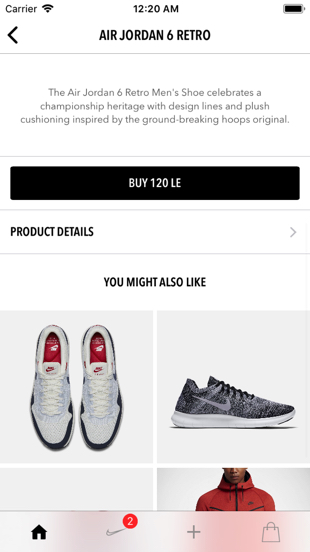 Carrier 12:20 AM
AIR JORDAN 6 RETRO
The Air Jordan 6 Retro Men's Shoe celebrates a
championship heritage with design lines and plush
cushioning inspired by the ground-breaking hoops original.
BUY 120 LE
PRODUCT DETAILS
YOU MIGHT ALSO LIKE
2